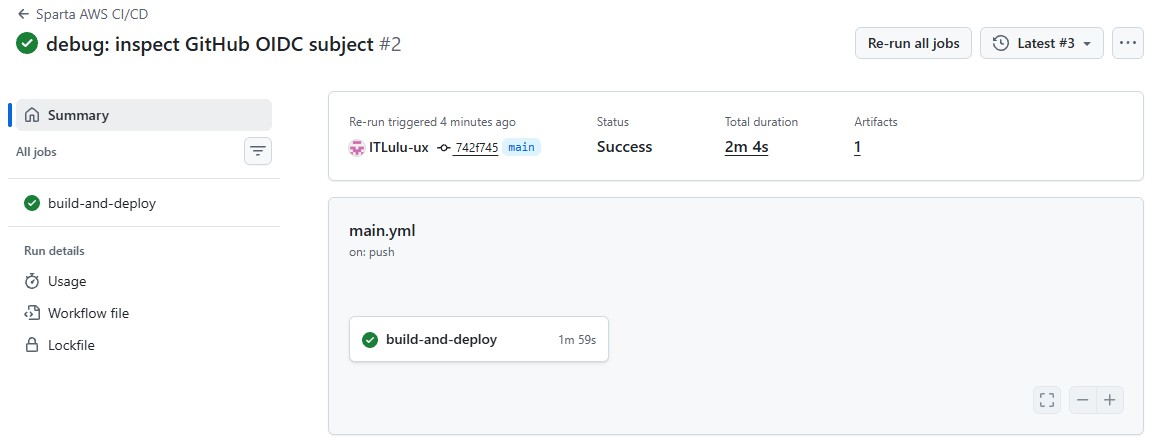 ← Sparta AWS CI/CD
debug: inspect GitHub OIDC subject #2
Re-run all jobs
Latest #3
Summary
All jobs
build-and-deploy
Run details
Usage
Workflow file
Lockfile
Re-run triggered 4 minutes ago
ITLulu-ux 742f745 main
Status
Success
Total duration
2m 4s
Artifacts
1
main.yml
on: push
build-and-deploy 1m 59s